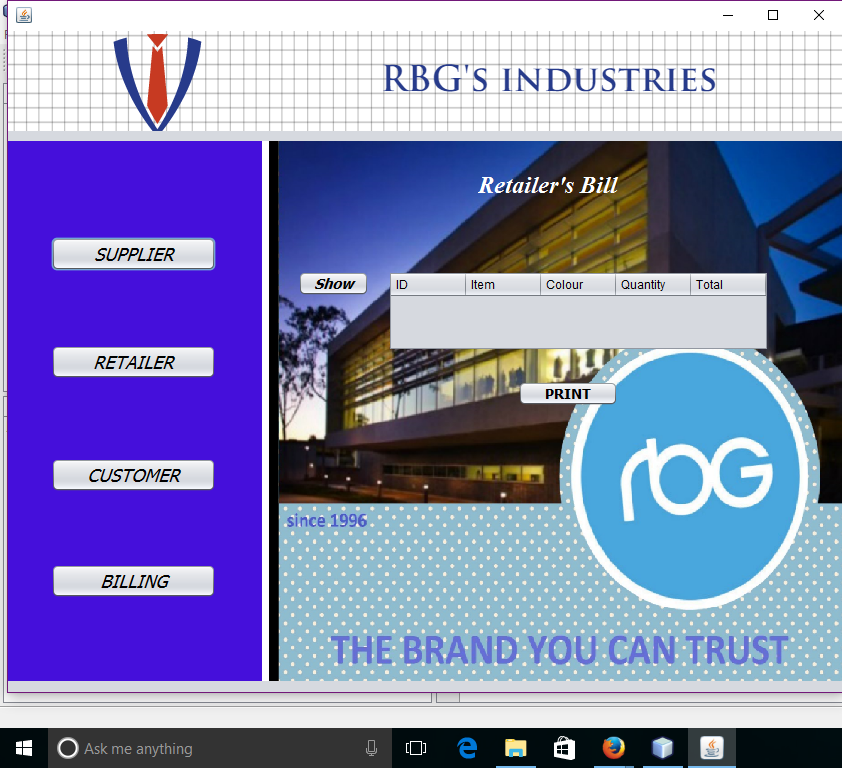 RBG'S INDUSTRIES
Retailer's Bill
SUPPLIER
Show
ID Item Colour Quantity Total
RETAILER
PRINT
rbG
CUSTOMER
since 1996
BILLING
THE BRAND YOU CAN TRUST
Ask me anything